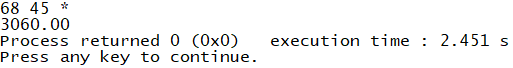 68 45 *
3060.00
Process returned 0 (0x0)   execution time : 2.451 s
Press any key to continue.